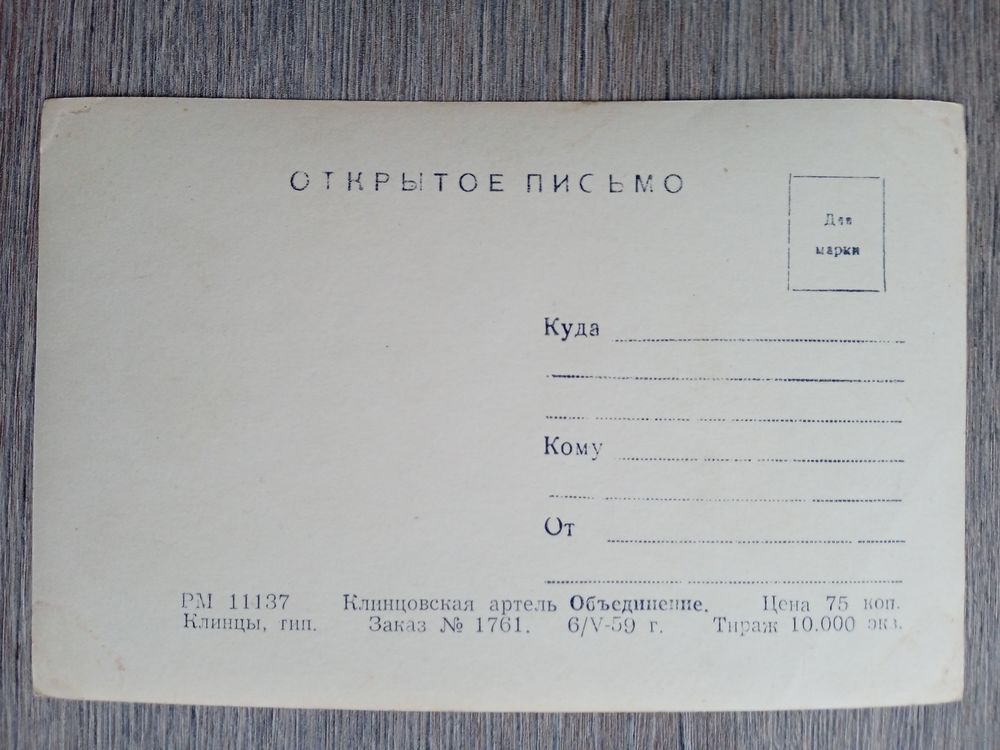 ОТКРЫТОЕ ПИСЬМО
Для
марки
Куда
Кому
От
РМ 11137 Клинцовская артель Объединение. Цена 75 коп.
Клинцы, тип. Заказ № 1761. 6/V-59 г. Тираж 10.000 экз.